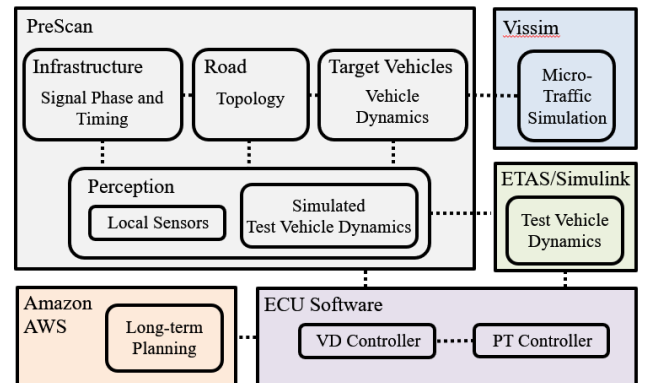 PreScan
Infrastructure
Signal Phase and
Timing
Road
Topology
Target Vehicles
Vehicle
Dynamics
Vissim
Micro-
Traffic
Simulation
Perception
Local Sensors
Simulated
Test Vehicle Dynamics
ETAS/Simulink
Test Vehicle
Dynamics
Amazon
AWS
Long-term
Planning
ECU Software
VD Controller
PT Controller